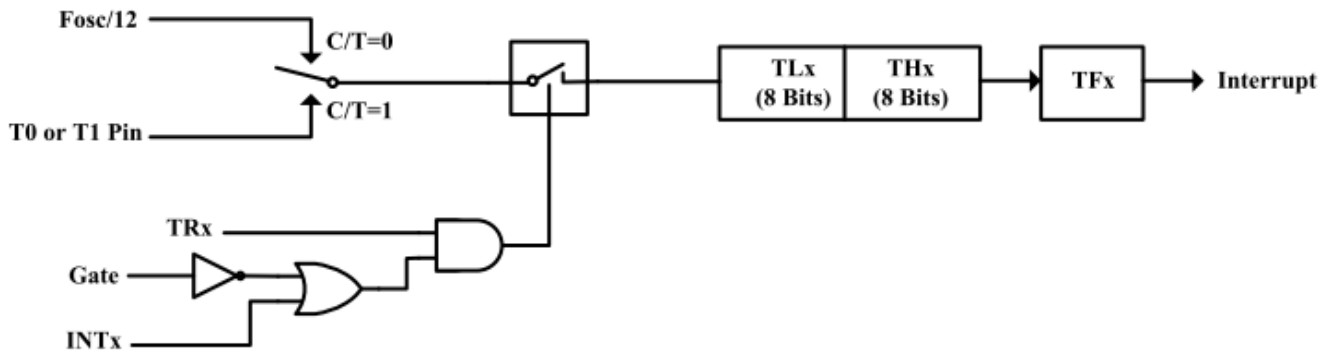 Fosc/12
C/T=0
TLx
(8 Bits)
THx
(8 Bits)
TFx
Interrupt
C/T=1
T0 or T1 Pin
TRx
Gate
INTx